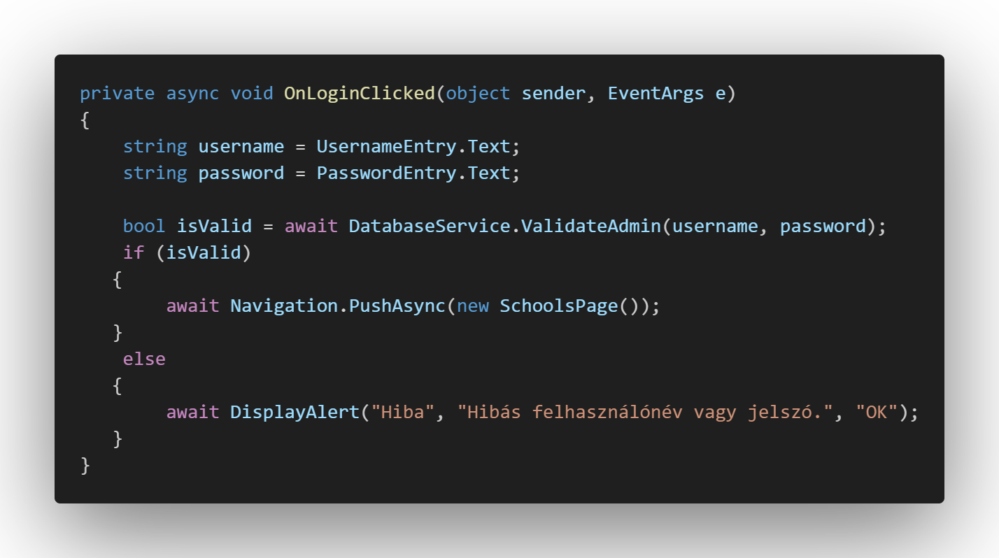 private async void OnLoginClicked(object sender, EventArgs e)
{
    string username = UsernameEntry.Text;
    string password = PasswordEntry.Text;

    bool isValid = await DatabaseService.ValidateAdmin(username, password);
    if (isValid)
   {
        await Navigation.PushAsync(new SchoolsPage());
   }
    else
   {
        await DisplayAlert("Hiba", "Hibás felhasználónév vagy jelszó.", "OK");
   }
}